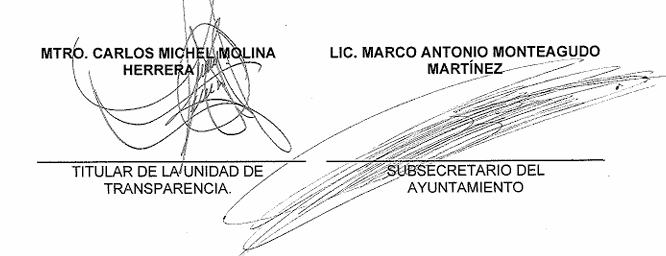 MTRO. CARLOS MICHEL MOLINA
HERRERA
TITULAR DE LA UNIDAD DE
TRANSPARENCIA.
LIC. MARCO ANTONIO MONTEAGUDO
MARTÍNEZ
SUBSECRETARIO DEL
AYUNTAMIENTO